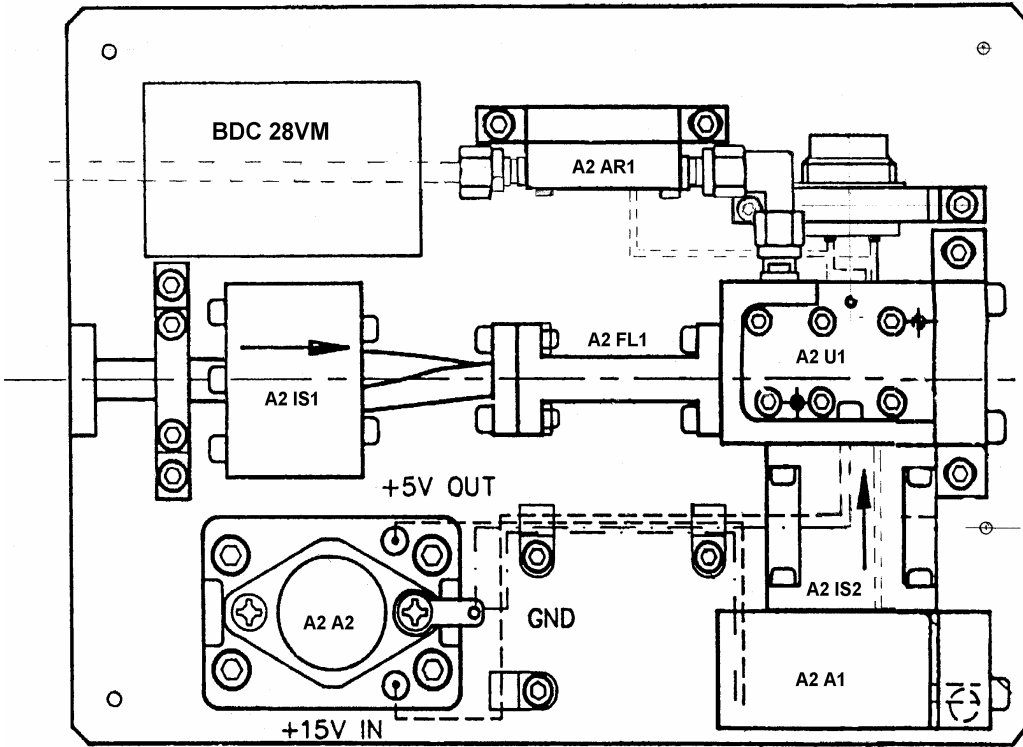 BDC 28VM
A2 AR1
A2 FL1
A2 U1
A2 IS1
+5V OUT
A2 IS2
A2 A2
GND
A2 A1
+15V IN